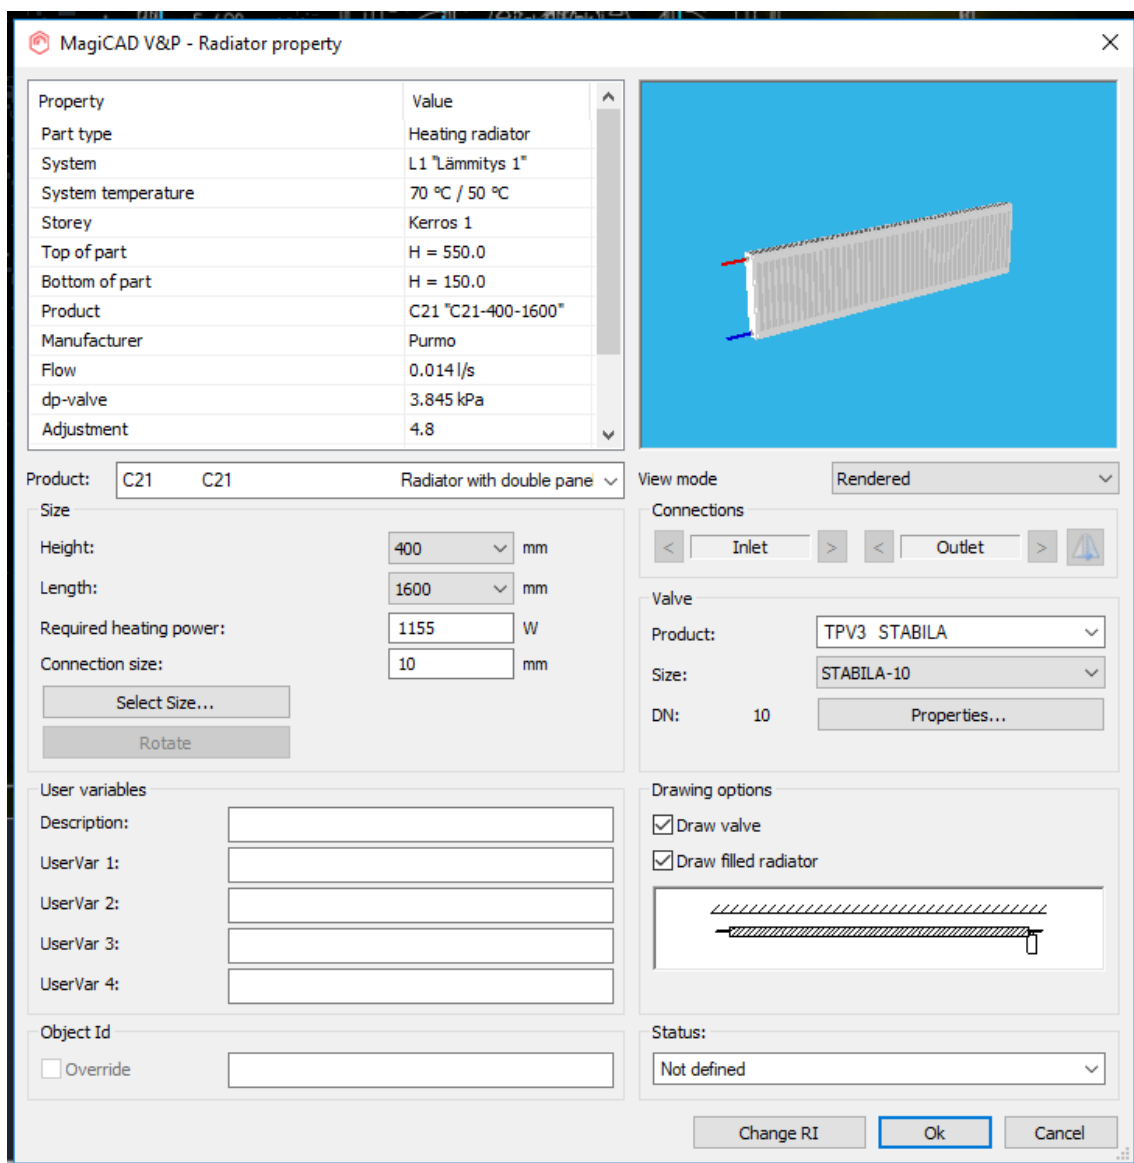 MagiCAD V&P - Radiator property
Property Value
Part type Heating radiator
System L1 "Lämmitys 1"
System temperature 70 ºC / 50 ºC
Storey Kerros 1
Top of part H = 550.0
Bottom of part H = 150.0
Product C21 "C21-400-1600"
Manufacturer Purmo
Flow 0.014 l/s
dp-valve 3.845 kPa
Adjustment 4.8
Product: C21 C21 Radiator with double panel
View mode Rendered
Size
Height: 400 mm
Length: 1600 mm
Required heating power: 1155 W
Connection size: 10 mm
Select Size...
Rotate
Connections
< Inlet > < Outlet >
Valve
Product: TPV3 STABILA
Size: STABILA-10
DN: 10 Properties...
User variables
Description:
UserVar 1:
UserVar 2:
UserVar 3:
UserVar 4:
Drawing options
Draw valve
Draw filled radiator
Object Id
Override
Status:
Not defined
Change RI Ok Cancel